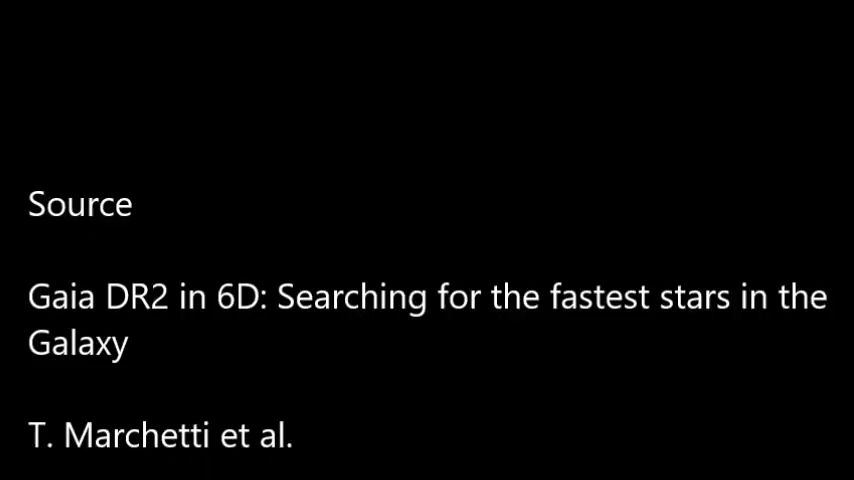 Source
Gaia DR2 in 6D: Searching for the fastest stars in the
Galaxy
T. Marchetti et al.